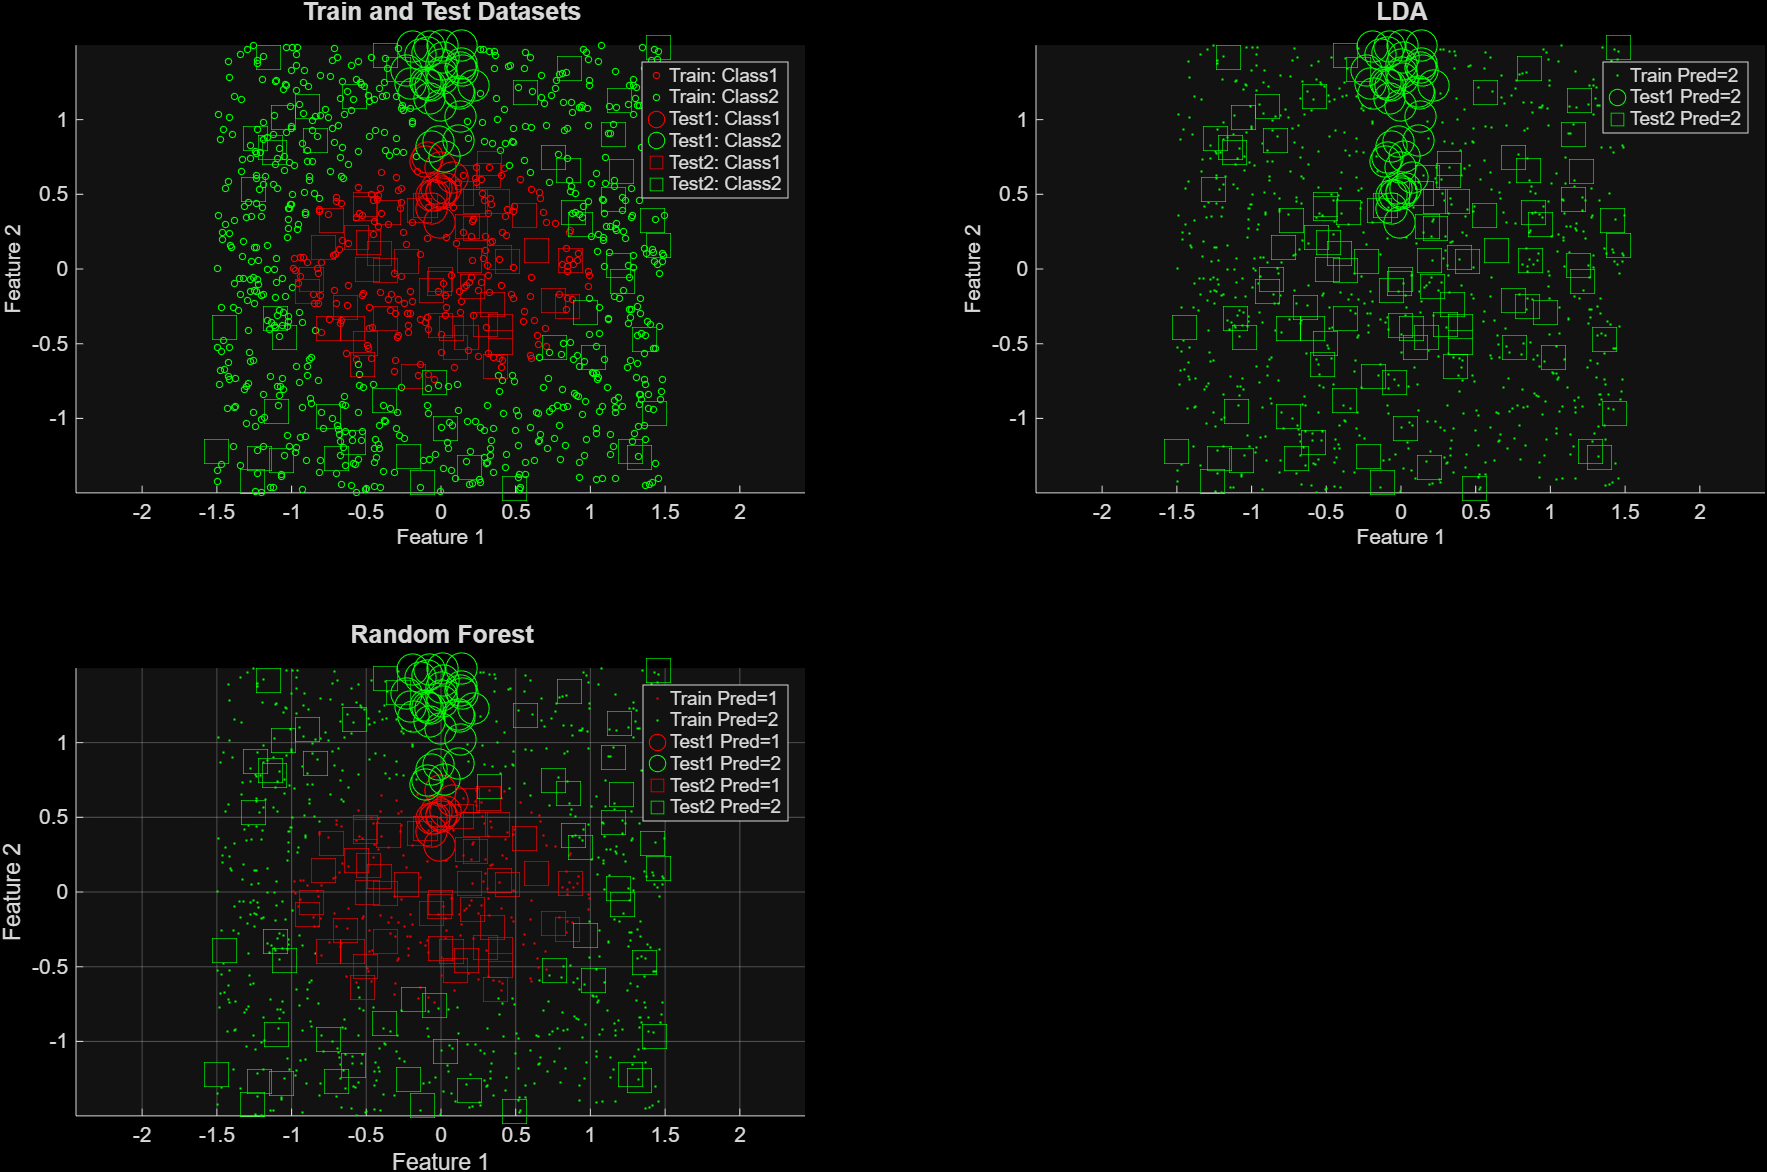 Train and Test Datasets
Feature 2
1
0.5
0
-0.5
-1
Train: Class1
Train: Class2
Test1: Class1
Test1: Class2
Test2: Class1
Test2: Class2
-2 -1.5 -1 -0.5 0 0.5 1 1.5 2
Feature 1
LDA
Feature 2
1
0.5
0
-0.5
-1
Train Pred=2
Test1 Pred=2
Test2 Pred=2
-2 -1.5 -1 -0.5 0 0.5 1 1.5 2
Feature 1
Random Forest
Feature 2
1
0.5
0
-0.5
-1
Train Pred=1
Train Pred=2
Test1 Pred=1
Test1 Pred=2
Test2 Pred=1
Test2 Pred=2
-2 -1.5 -1 -0.5 0 0.5 1 1.5 2
Feature 1